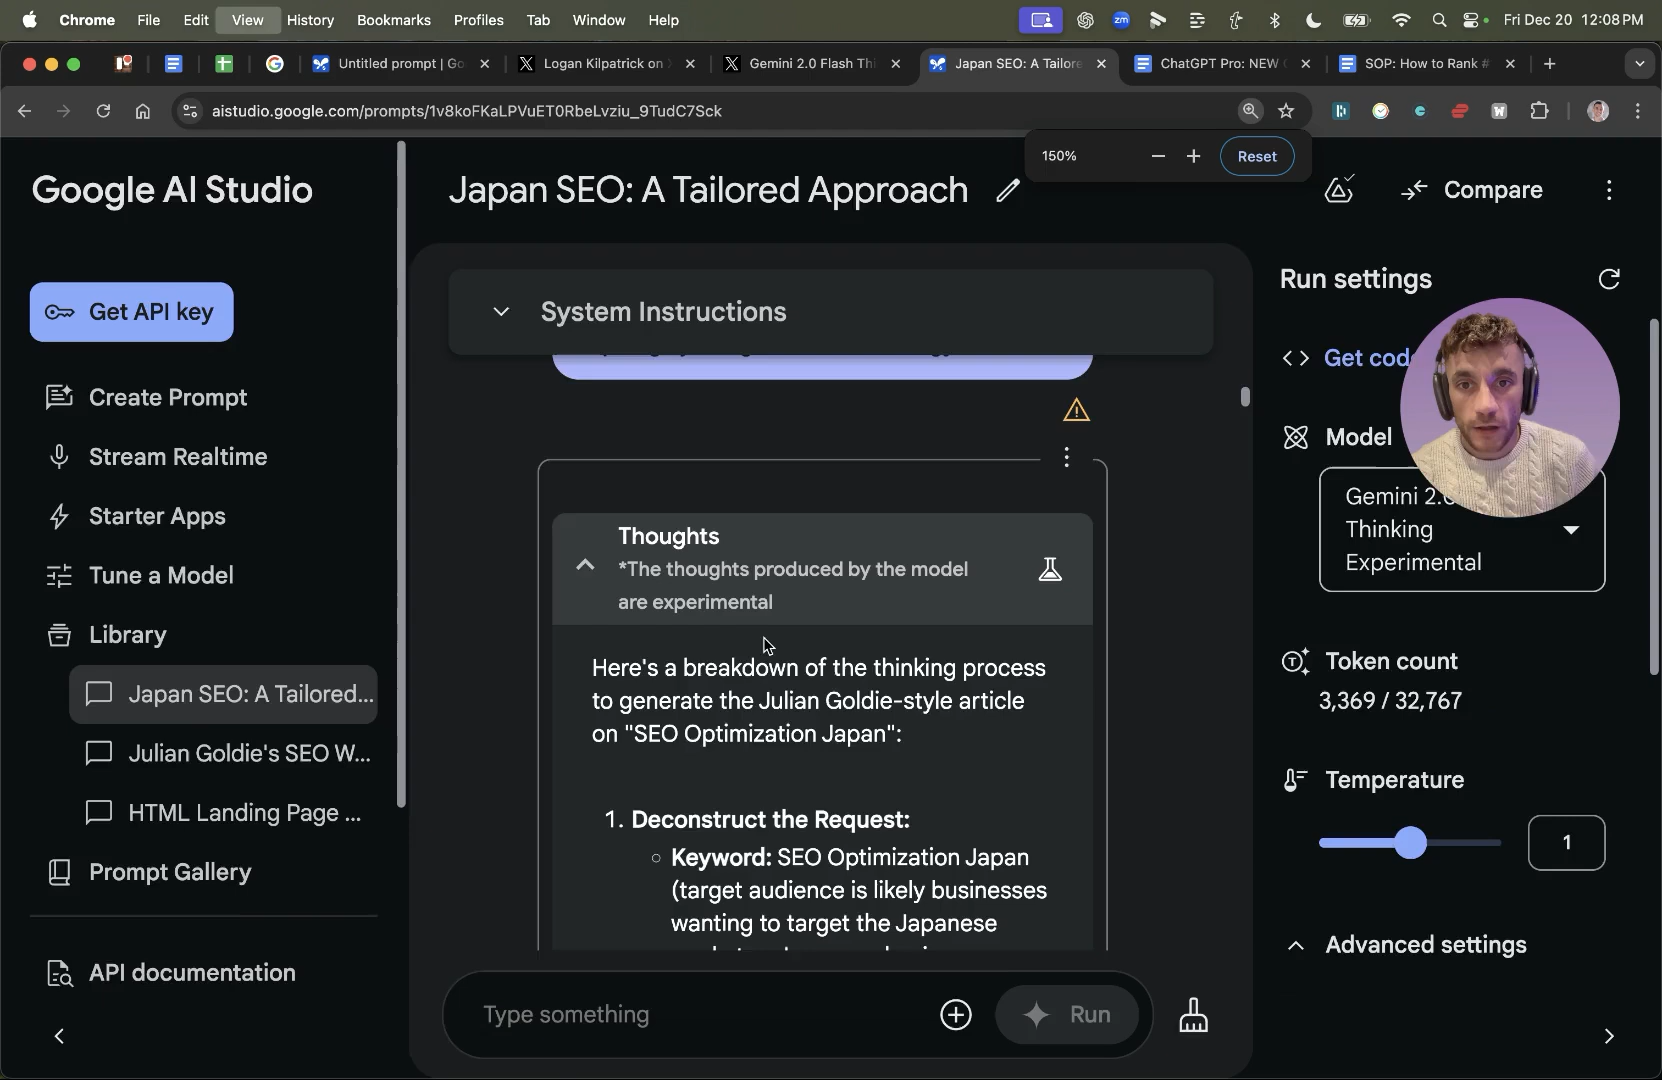 Chrome File Edit View History Bookmarks Profiles Tab Window Help
zm
Fri Dec 20 12:08 PM
Untitled prompt | Go
Logan Kilpatrick on
Gemini 2.0 Flash Thi
Japan SEO: A Tailore
ChatGPT Pro: NEW
SOP: How to Rank #
aistudio.google.com/prompts/1v8koFKaLPVuET0RbeLvziu_9TudC7Sck
150%
Reset
Google AI Studio
Get API key
Create Prompt
Stream Realtime
Starter Apps
Tune a Model
Library
Japan SEO: A Tailored...
Julian Goldie's SEO W...
HTML Landing Page ...
Prompt Gallery
API documentation
Japan SEO: A Tailored Approach
Compare
System Instructions
Thoughts
*The thoughts produced by the model
are experimental
Here's a breakdown of the thinking process
to generate the Julian Goldie-style article
on "SEO Optimization Japan":
1. Deconstruct the Request:
Keyword: SEO Optimization Japan
(target audience is likely businesses
wanting to target the Japanese
Type something
Run
Run settings
Get code
Model
Gemini 2.0
Thinking
Experimental
Token count
3,369 / 32,767
Temperature
1
Advanced settings